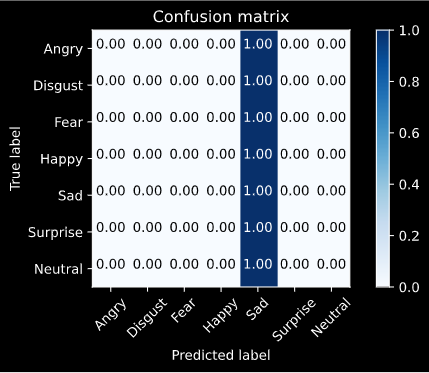 Confusion matrix
True label
Angry 0.00 0.00 0.00 0.00 1.00 0.00 0.00
Disgust 0.00 0.00 0.00 0.00 1.00 0.00 0.00
Fear 0.00 0.00 0.00 0.00 1.00 0.00 0.00
Happy 0.00 0.00 0.00 0.00 1.00 0.00 0.00
Sad 0.00 0.00 0.00 0.00 1.00 0.00 0.00
Surprise 0.00 0.00 0.00 0.00 1.00 0.00 0.00
Neutral 0.00 0.00 0.00 0.00 1.00 0.00 0.00
Angry Disgust Fear Happy Sad Surprise Neutral
Predicted label
1.0
0.8
0.6
0.4
0.2
0.0